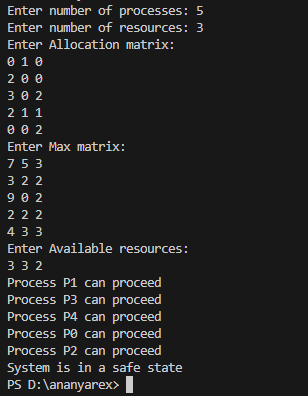 Enter number of processes: 5
Enter number of resources: 3
Enter Allocation matrix:
0 1 0
2 0 0
3 0 2
2 1 1
0 0 2
Enter Max matrix:
7 5 3
3 2 2
9 0 2
2 2 2
4 3 3
Enter Available resources:
3 3 2
Process P1 can proceed
Process P3 can proceed
Process P4 can proceed
Process P0 can proceed
Process P2 can proceed
System is in a safe state
PS D:\ananyarex>